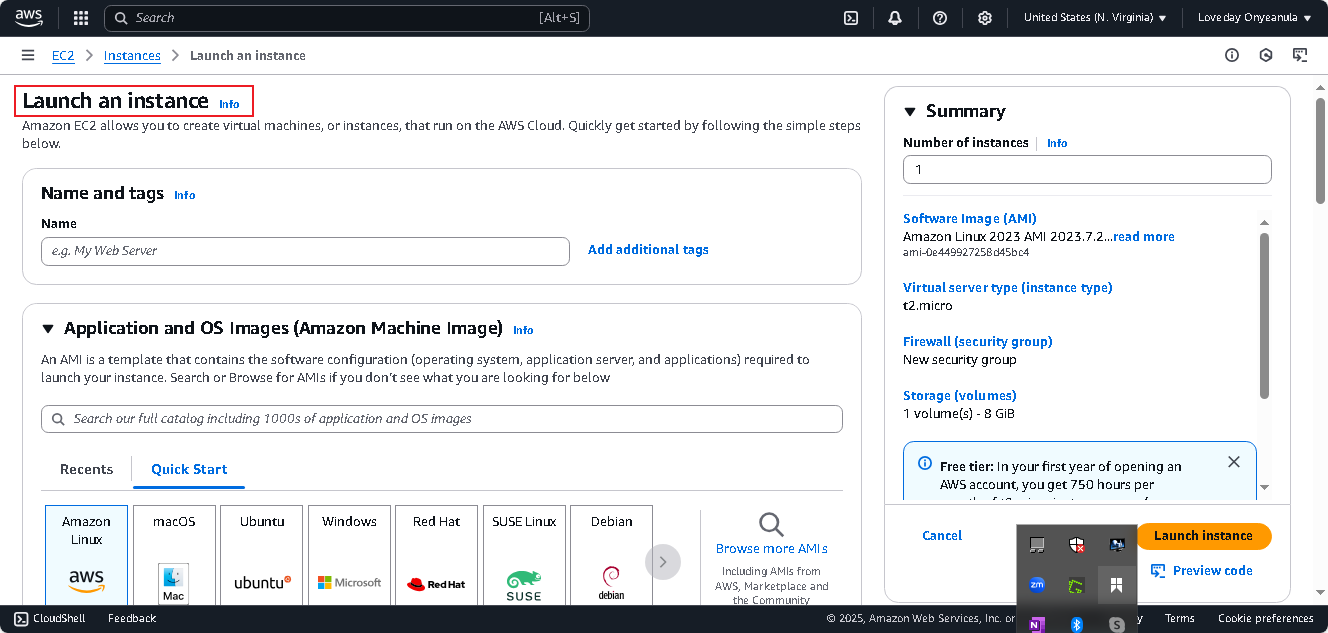 aws
Search
[Alt+S]
United States (N. Virginia)
Loveday Onyeanula
EC2
Instances
Launch an instance
Launch an instance Info
Amazon EC2 allows you to create virtual machines, or instances, that run on the AWS Cloud. Quickly get started by following the simple steps
below.
Name and tags Info
Name
e.g. My Web Server
Add additional tags
Application and OS Images (Amazon Machine Image) Info
An AMI is a template that contains the software configuration (operating system, application server, and applications) required to
launch your instance. Search or Browse for AMIs if you don't see what you are looking for below
Search our full catalog including 1000s of application and OS images
Recents
Quick Start
Amazon
Linux
aws
macOS
Mac
Ubuntu
ubuntu
Windows
Microsoft
Red Hat
Red Hat
SUSE Linux
SUSE
Debian
debian
Browse more AMIs
Including AMIs from
AWS, Marketplace and
the Community
Summary
Number of instances Info
1
Software Image (AMI)
Amazon Linux 2023 AMI 2023.7.2...read more
ami-0e449927258d45bc4
Virtual server type (instance type)
t2.micro
Firewall (security group)
New security group
Storage (volumes)
1 volume(s) - 8 GiB
Free tier: In your first year of opening an
AWS account, you get 750 hours per
Cancel
Launch instance
Preview code
zm
N
S
CloudShell
Feedback
© 2025, Amazon Web Services, Inc. or
y
Terms
Cookie preferences